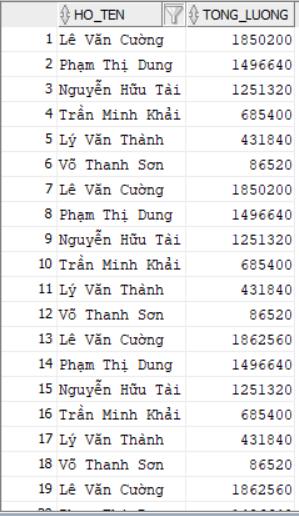 HO_TEN TONG_LUONG
1 Lê Văn Cường 1850200
2 Phạm Thị Dung 1496640
3 Nguyễn Hữu Tài 1251320
4 Trần Minh Khải 685400
5 Lý Văn Thành 431840
6 Võ Thanh Sơn 86520
7 Lê Văn Cường 1850200
8 Phạm Thị Dung 1496640
9 Nguyễn Hữu Tài 1251320
10 Trần Minh Khải 685400
11 Lý Văn Thành 431840
12 Võ Thanh Sơn 86520
13 Lê Văn Cường 1862560
14 Phạm Thị Dung 1496640
15 Nguyễn Hữu Tài 1251320
16 Trần Minh Khải 685400
17 Lý Văn Thành 431840
18 Võ Thanh Sơn 86520
19 Lê Văn Cường 1862560